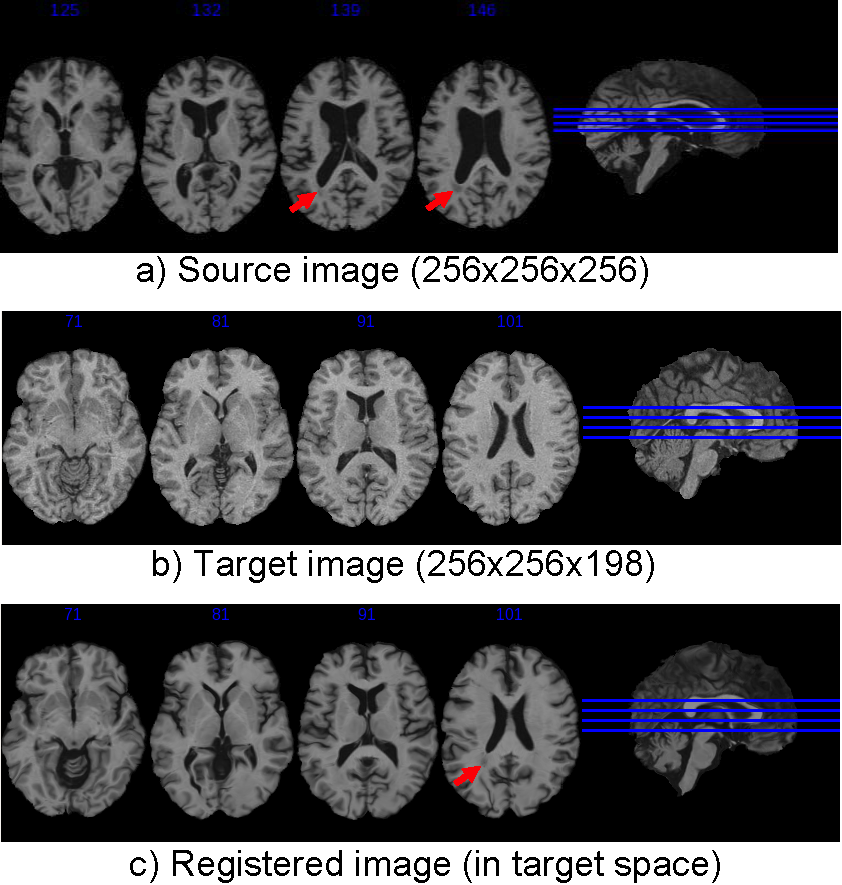 125 132 139 146
a) Source image (256x256x256)
71 81 91 101
b) Target image (256x256x198)
71 81 91 101
c) Registered image (in target space)